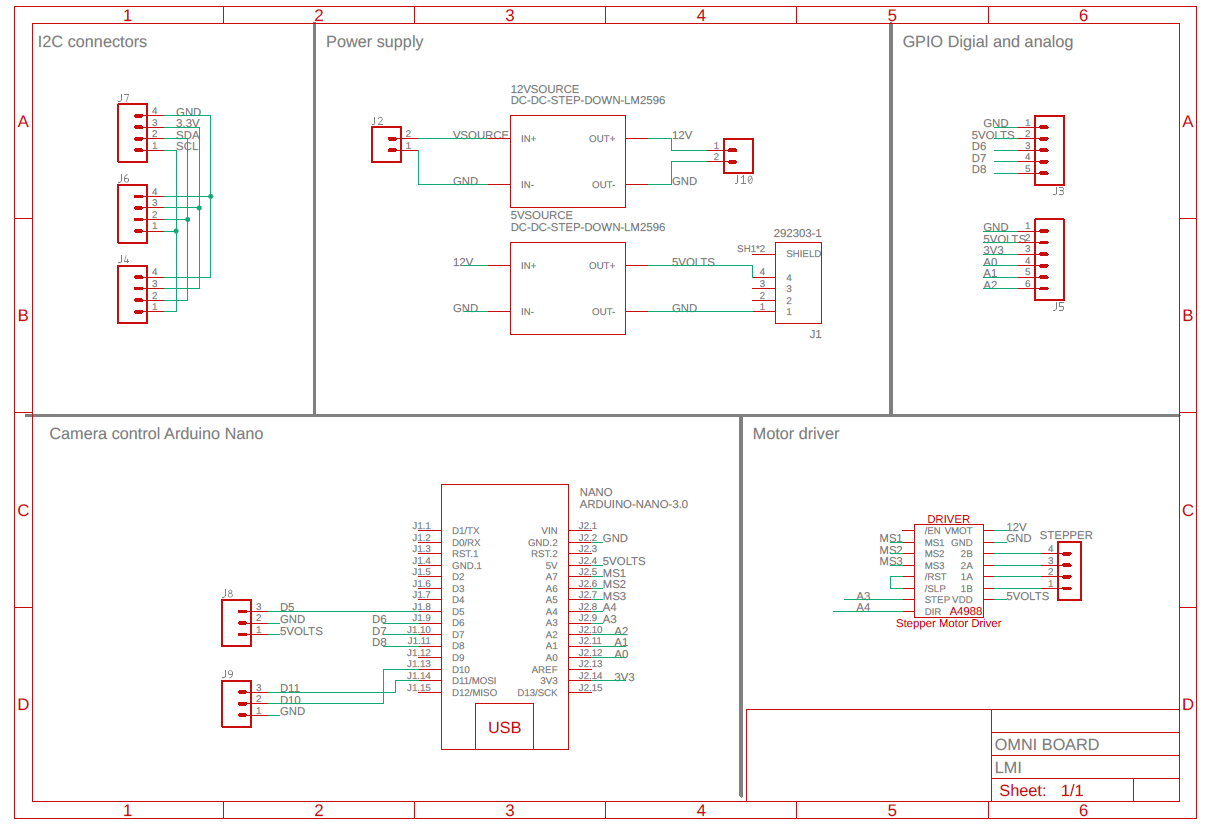 1 2 3 4 5 6
A A
B B
C C
D D
1 2 3 4 5 6
I2C connectors
J7
4 GND
3 3.3V
2 SDA
1 SCL
J6
4
3
2
1
J4
4
3
2
1
Power supply
12VSOURCE
DC-DC-STEP-DOWN-LM2596
J2
2 VSOURCE IN+ OUT+ 12V
1
1
2
GND IN- OUT- GND
J10
5VSOURCE
DC-DC-STEP-DOWN-LM2596
12V IN+ OUT+ 5VOLTS
GND IN- OUT- GND
292303-1
SH1*2 SHIELD
4 4
3 3
2 2
1 1
J1
GPIO Digial and analog
GND 1
5VOLTS 2
D6 3
D7 4
D8 5
J3
GND 1
5VOLTS 2
3V3 3
A0 4
A1 5
A2 6
J5
Camera control Arduino Nano
NANO
ARDUINO-NANO-3.0
J1.1 D1/TX VIN J2.1
J1.2 D0/RX GND.2 J2.2 GND
J1.3 RST.1 RST.2 J2.3
J1.4 GND.1 5V J2.4 5VOLTS
J1.5 D2 A7 J2.5 MS1
J1.6 D3 A6 J2.6 MS2
J1.7 D4 A5 J2.7 MS3
J1.8 D5 A4 J2.8 A4
D6 J1.9 D6 A3 J2.9 A3
D7 J1.10 D7 A2 J2.10 A2
D8 J1.11 D8 A1 J2.11 A1
J1.12 D9 A0 J2.12 A0
J1.13 D10 AREF J2.13
J1.14 D11/MOSI 3V3 J2.14 3V3
J1.15 D12/MISO D13/SCK J2.15
USB
J8
3 D5
2 GND
1 5VOLTS
J9
3 D11
2 D10
1 GND
Motor driver
DRIVER
/EN VMOT 12V
MS1 MS1 GND GND
MS2 MS2 2B
MS3 MS3 2A
/RST 1A
/SLP 1B
A3 STEP VDD 5VOLTS
A4 DIR A4988
Stepper Motor Driver
STEPPER
4
3
2
1
OMNI BOARD
LMI
Sheet: 1/1